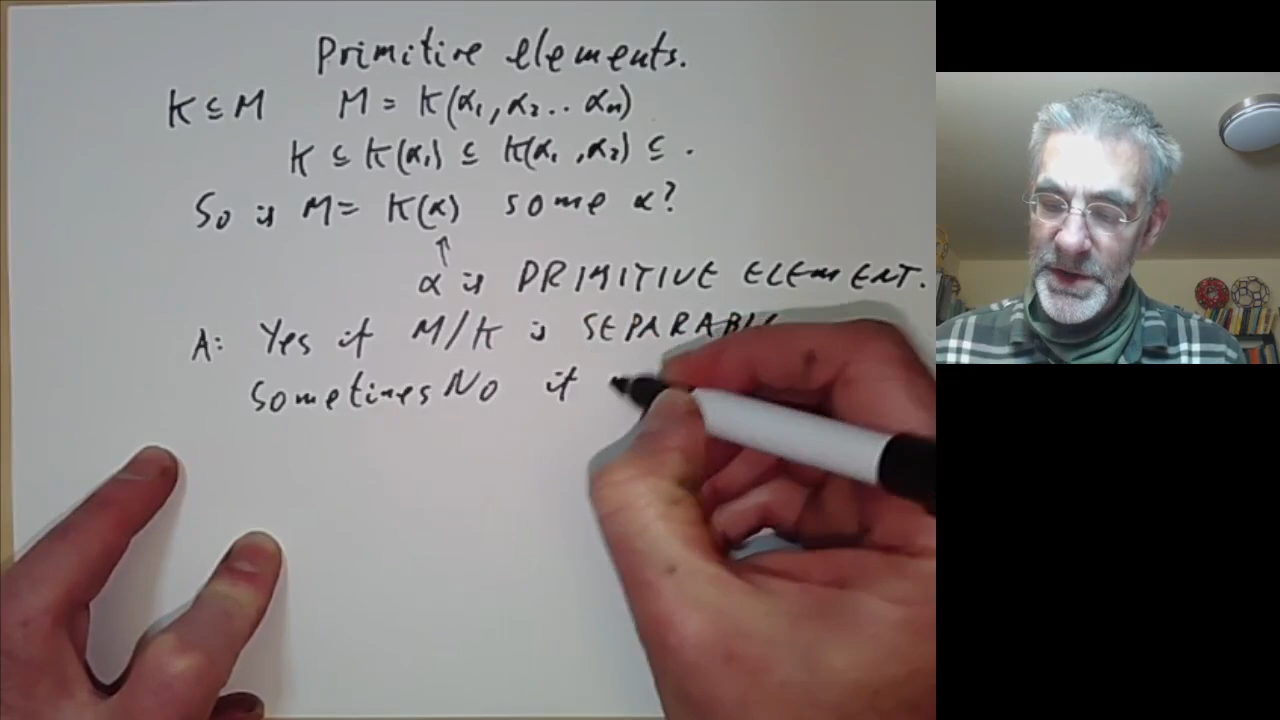 Primitive elements.
K ⊆ M M = K(α₁, α₂ .. αₙ)
K ⊆ K(α₁) ⊆ K(α₁, α₂) ⊆ .
So is M = K(α) some α?
↑
α is PRIMITIVE ELEMENT.
A: Yes if M/K is SEPARABLE
Sometimes No if